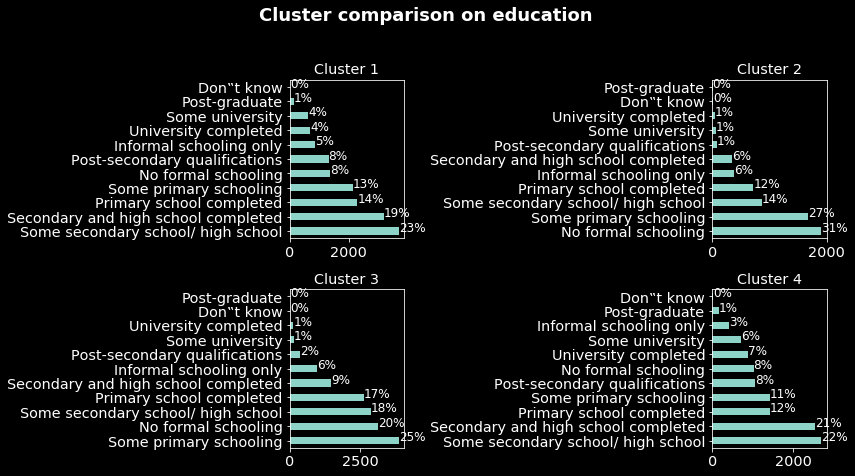 Cluster comparison on education
Cluster 1
Don‟t know 0%
Post-graduate 1%
Some university 4%
University completed 4%
Informal schooling only 5%
Post-secondary qualifications 8%
No formal schooling 8%
Some primary schooling 13%
Primary school completed 14%
Secondary and high school completed 19%
Some secondary school/ high school 23%
0 2000
Cluster 2
Post-graduate 0%
Don‟t know 0%
University completed 1%
Some university 1%
Post-secondary qualifications 1%
Secondary and high school completed 6%
Informal schooling only 6%
Primary school completed 12%
Some secondary school/ high school 14%
Some primary schooling 27%
No formal schooling 31%
0 2000
Cluster 3
Post-graduate 0%
Don‟t know 0%
University completed 1%
Some university 1%
Post-secondary qualifications 2%
Informal schooling only 6%
Secondary and high school completed 9%
Primary school completed 17%
Some secondary school/ high school 18%
No formal schooling 20%
Some primary schooling 25%
0 2500
Cluster 4
Don‟t know 0%
Post-graduate 1%
Informal schooling only 3%
Some university 6%
University completed 7%
No formal schooling 8%
Post-secondary qualifications 8%
Some primary schooling 11%
Primary school completed 12%
Secondary and high school completed 21%
Some secondary school/ high school 22%
0 2000